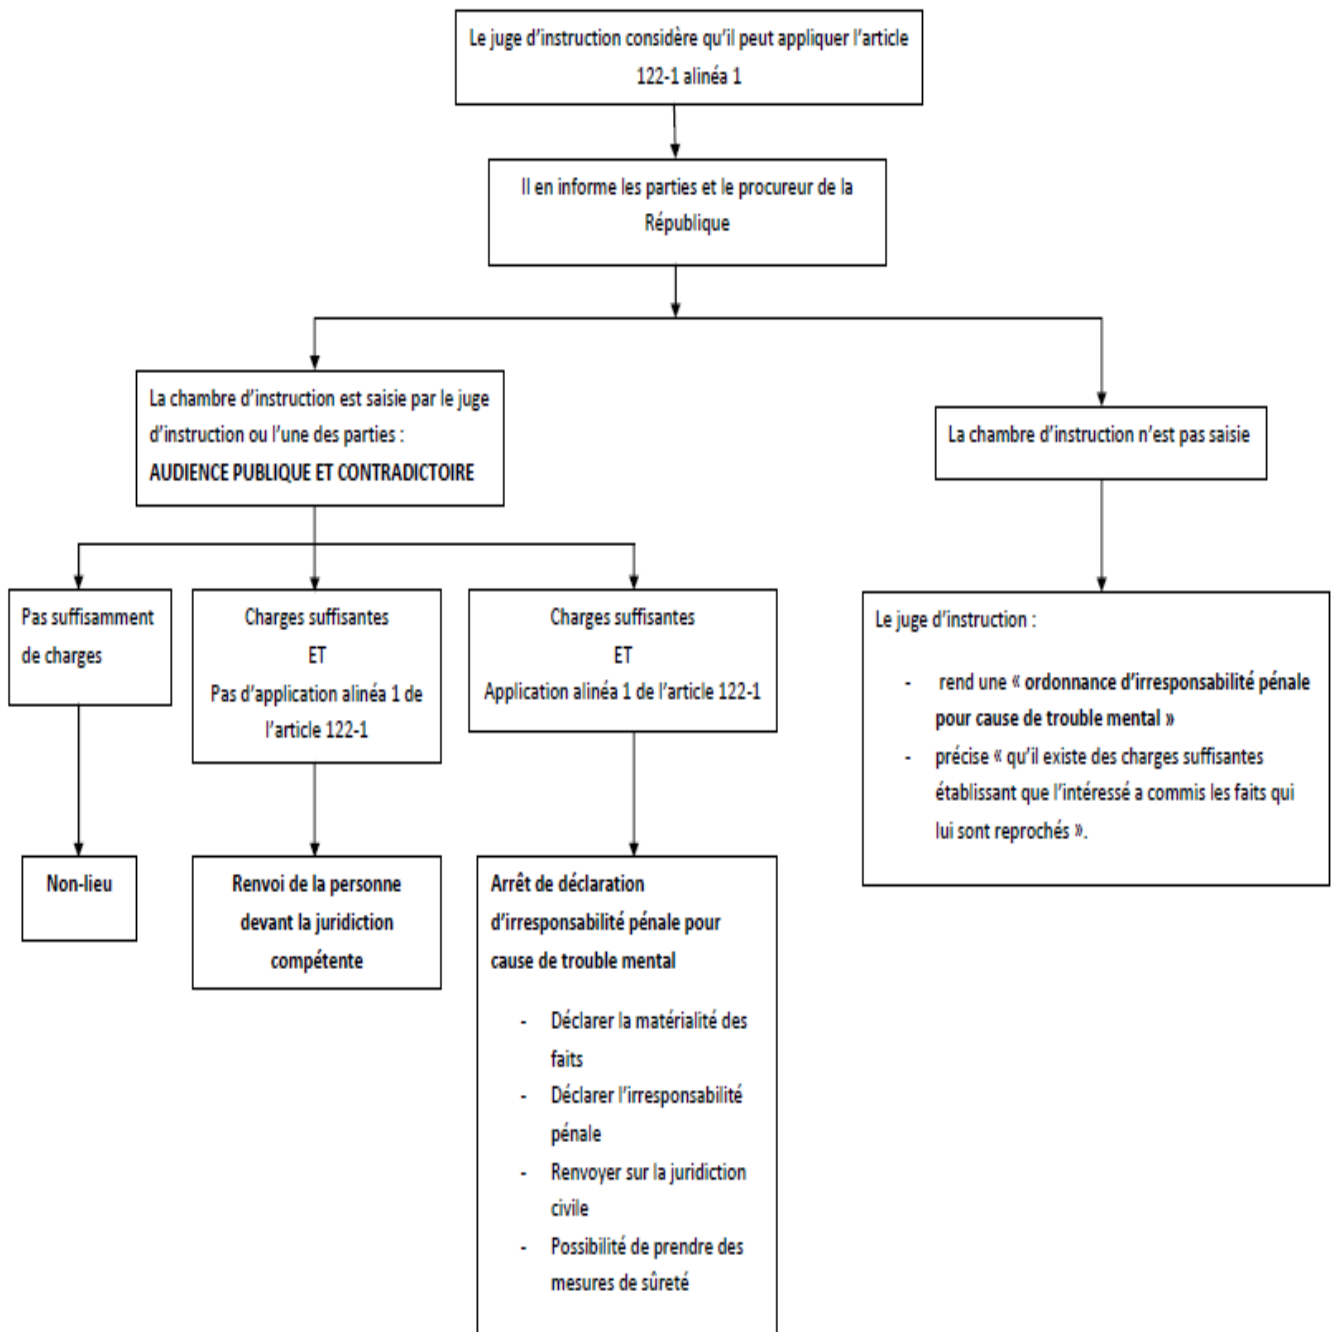 Le juge d'instruction considère qu'il peut appliquer l'article
122-1 alinéa 1
Il en informe les parties et le procureur de la
République
La chambre d'instruction est saisie par le juge
d'instruction ou l'une des parties :
AUDIENCE PUBLIQUE ET CONTRADICTOIRE
La chambre d'instruction n'est pas saisie
Pas suffisamment
de charges
Charges suffisantes
ET
Pas d'application alinéa 1 de
l'article 122-1
Charges suffisantes
ET
Application alinéa 1 de l'article 122-1
Le juge d'instruction :
- rend une « ordonnance d'irresponsabilité pénale
pour cause de trouble mental »
- précise « qu'il existe des charges suffisantes
établissant que l'intéressé a commis les faits qui
lui sont reprochés ».
Non-lieu
Renvoi de la personne
devant la juridiction
compétente
Arrêt de déclaration
d'irresponsabilité pénale pour
cause de trouble mental
- Déclarer la matérialité des
faits
- Déclarer l'irresponsabilité
pénale
- Renvoyer sur la juridiction
civile
- Possibilité de prendre des
mesures de sûreté